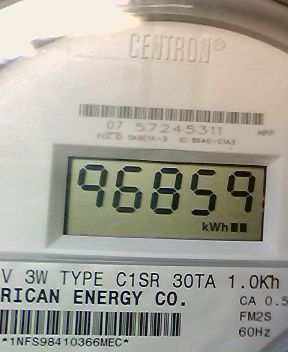 CENTRON®
07 57245311
HPP
96859
kWh
V 3W TYPE C1SR 30TA 1.0Kh
RICAN ENERGY CO.
CA 0.5
FM2S
60Hz
*1NFS98410366MEC*